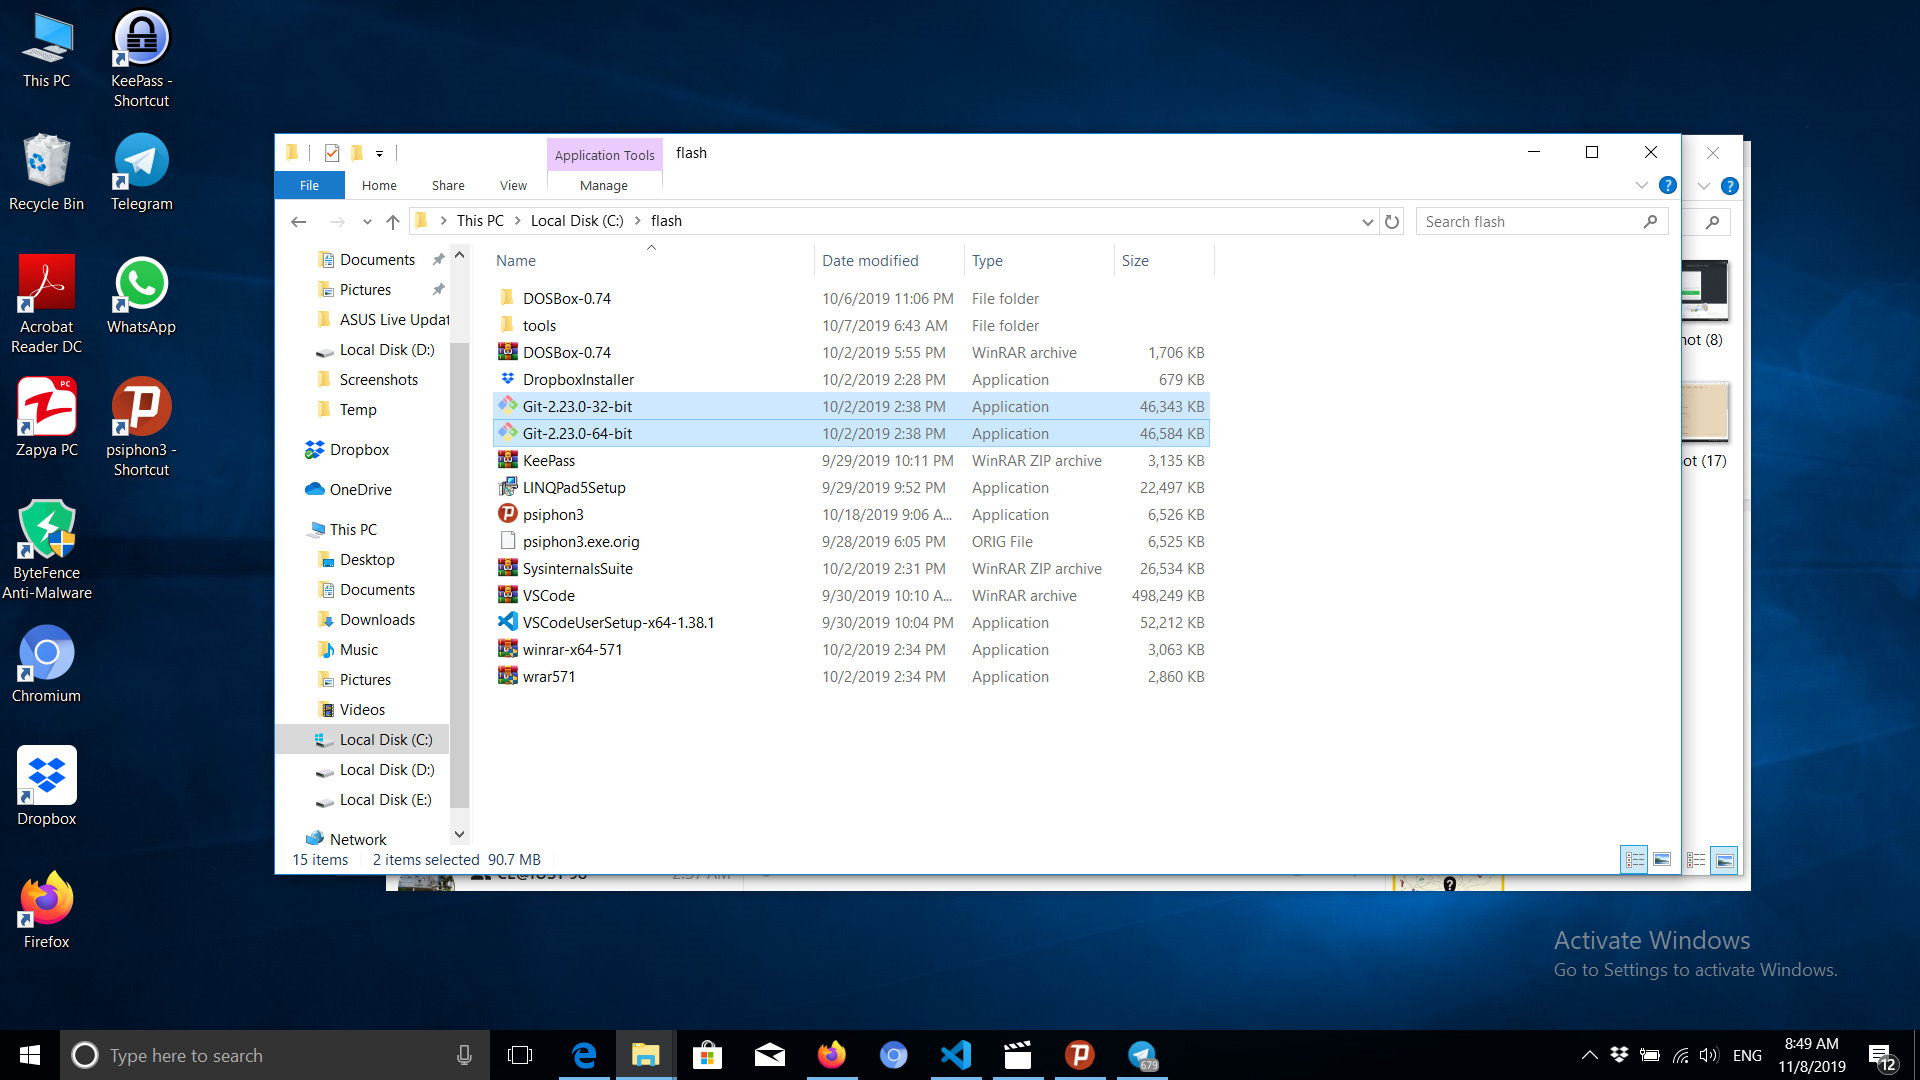 This PC
KeePass -
Shortcut
Recycle Bin
Telegram
Acrobat
Reader DC
WhatsApp
Zapya PC
psiphon3 -
Shortcut
ByteFence
Anti-Malware
Chromium
Dropbox
Firefox
Application Tools
flash
File
Home
Share
View
Manage
This PC
Local Disk (C:)
flash
Search flash
Documents
Pictures
ASUS Live Updat
Local Disk (D:)
Screenshots
Temp
Dropbox
OneDrive
This PC
Desktop
Documents
Downloads
Music
Pictures
Videos
Local Disk (C:)
Local Disk (D:)
Local Disk (E:)
Network
Name Date modified Type Size
DOSBox-0.74 10/6/2019 11:06 PM File folder
tools 10/7/2019 6:43 AM File folder
DOSBox-0.74 10/2/2019 5:55 PM WinRAR archive 1,706 KB
DropboxInstaller 10/2/2019 2:28 PM Application 679 KB
Git-2.23.0-32-bit 10/2/2019 2:38 PM Application 46,343 KB
Git-2.23.0-64-bit 10/2/2019 2:38 PM Application 46,584 KB
KeePass 9/29/2019 10:11 PM WinRAR ZIP archive 3,135 KB
LINQPad5Setup 9/29/2019 9:52 PM Application 22,497 KB
psiphon3 10/18/2019 9:06 A... Application 6,526 KB
psiphon3.exe.orig 9/28/2019 6:05 PM ORIG File 6,525 KB
SysinternalsSuite 10/2/2019 2:31 PM WinRAR ZIP archive 26,534 KB
VSCode 9/30/2019 10:10 A... WinRAR archive 498,249 KB
VSCodeUserSetup-x64-1.38.1 9/30/2019 10:04 PM Application 52,212 KB
winrar-x64-571 10/2/2019 2:34 PM Application 3,063 KB
wrar571 10/2/2019 2:34 PM Application 2,860 KB
15 items 2 items selected 90.7 MB
ot (8)
ot (17)
Activate Windows
Go to Settings to activate Windows.
Type here to search
679
ENG
8:49 AM
11/8/2019
12